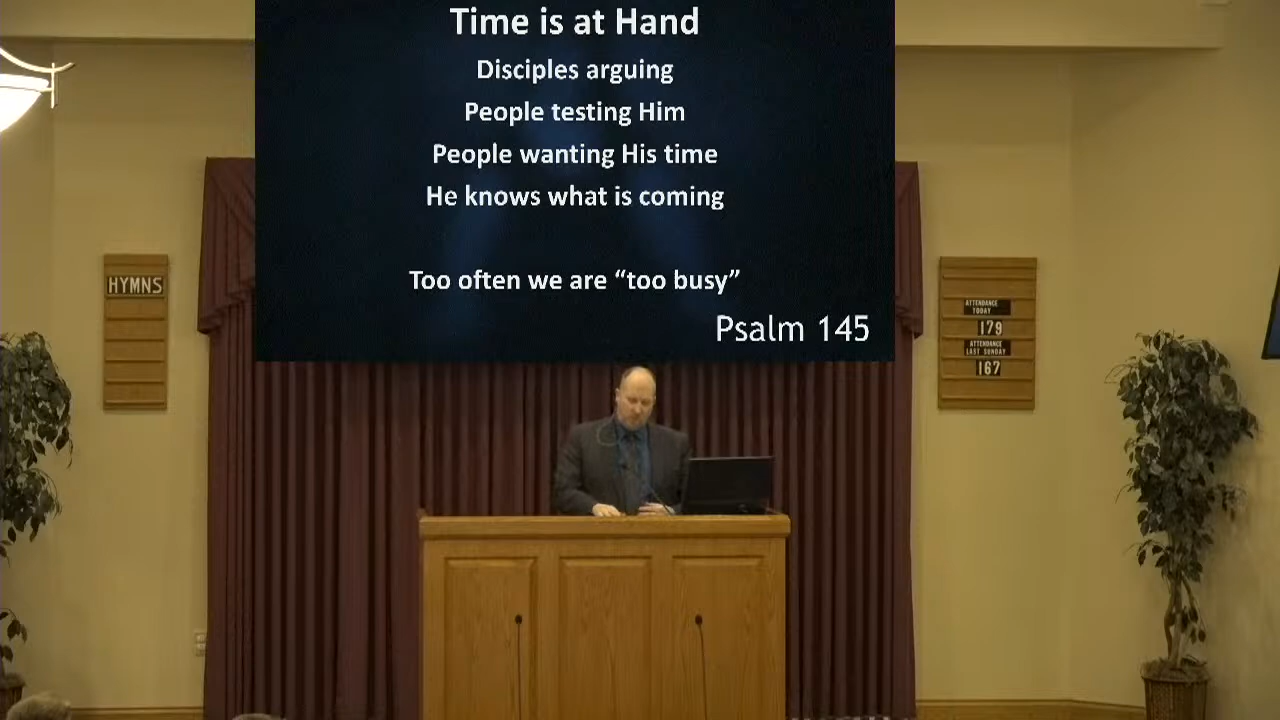 Time is at Hand
Disciples arguing
People testing Him
People wanting His time
He knows what is coming
Too often we are “too busy”
Psalm 145
HYMNS
ATTENDANCE
TODAY
179
ATTENDANCE
LAST SUNDAY
167